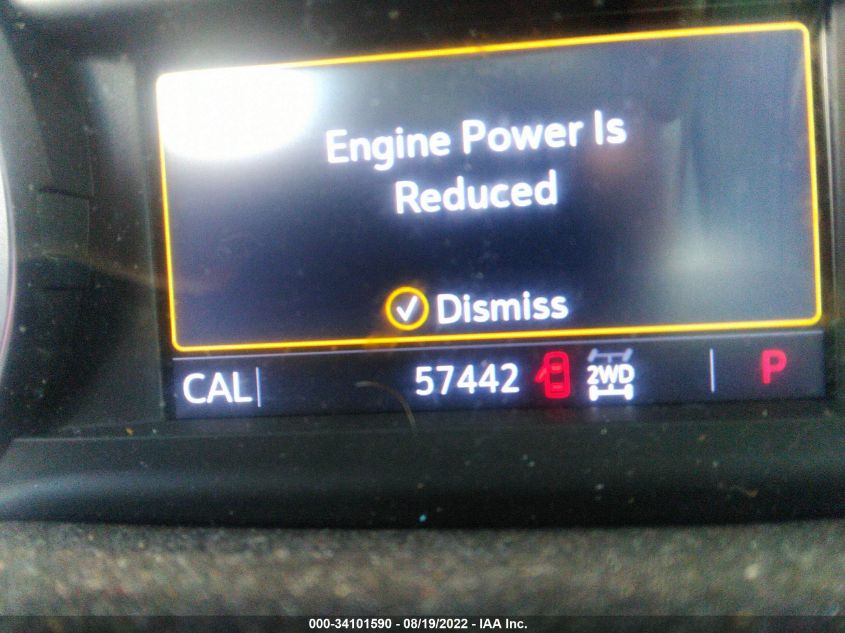 Engine Power Is
Reduced
Dismiss
CAL 57442 2WD P
000-34101590 - 08/19/2022 - IAA Inc.